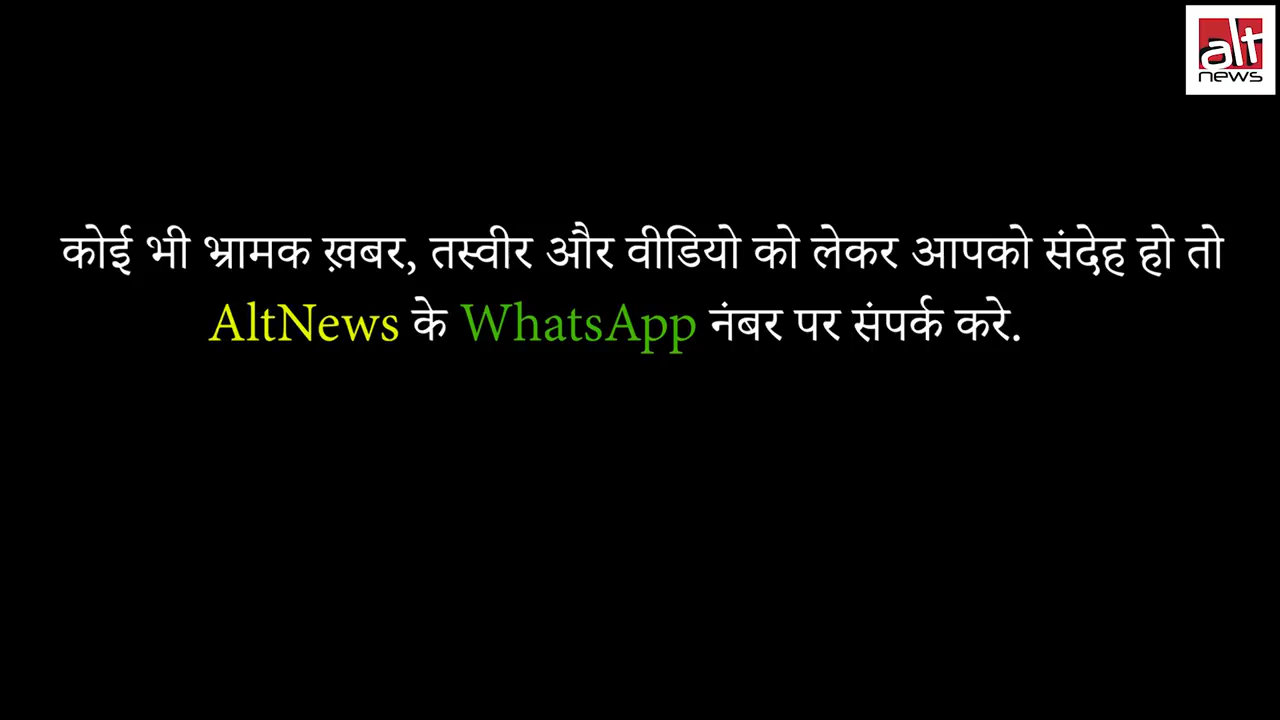 alt
news
कोई भी भ्रामक ख़बर, तस्वीर और वीडियो को लेकर आपको संदेह हो तो
AltNews के WhatsApp नंबर पर संपर्क करे.